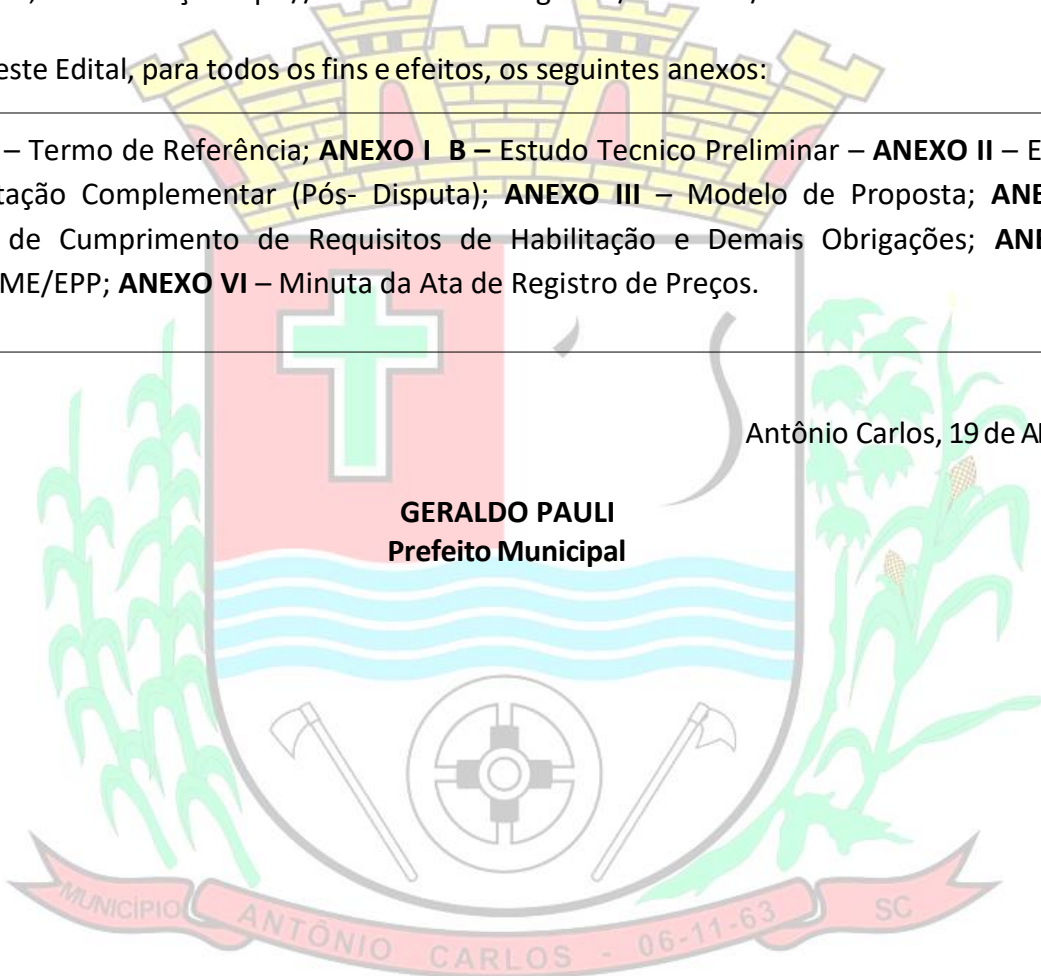 este Edital, para todos os fins e efeitos, os seguintes anexos:
– Termo de Referência; ANEXO I B – Estudo Tecnico Preliminar – ANEXO II – E
tação Complementar (Pós- Disputa); ANEXO III – Modelo de Proposta;
de Cumprimento de Requisitos de Habilitação e Demais Obrigações;
ME/EPP; ANEXO VI – Minuta da Ata de Registro de Preços.
Antônio Carlos, 19 de
GERALDO PAULI
Prefeito Municipal
MUNICÍPIO ANTÔNIO CARLOS - 06-11-63 SC